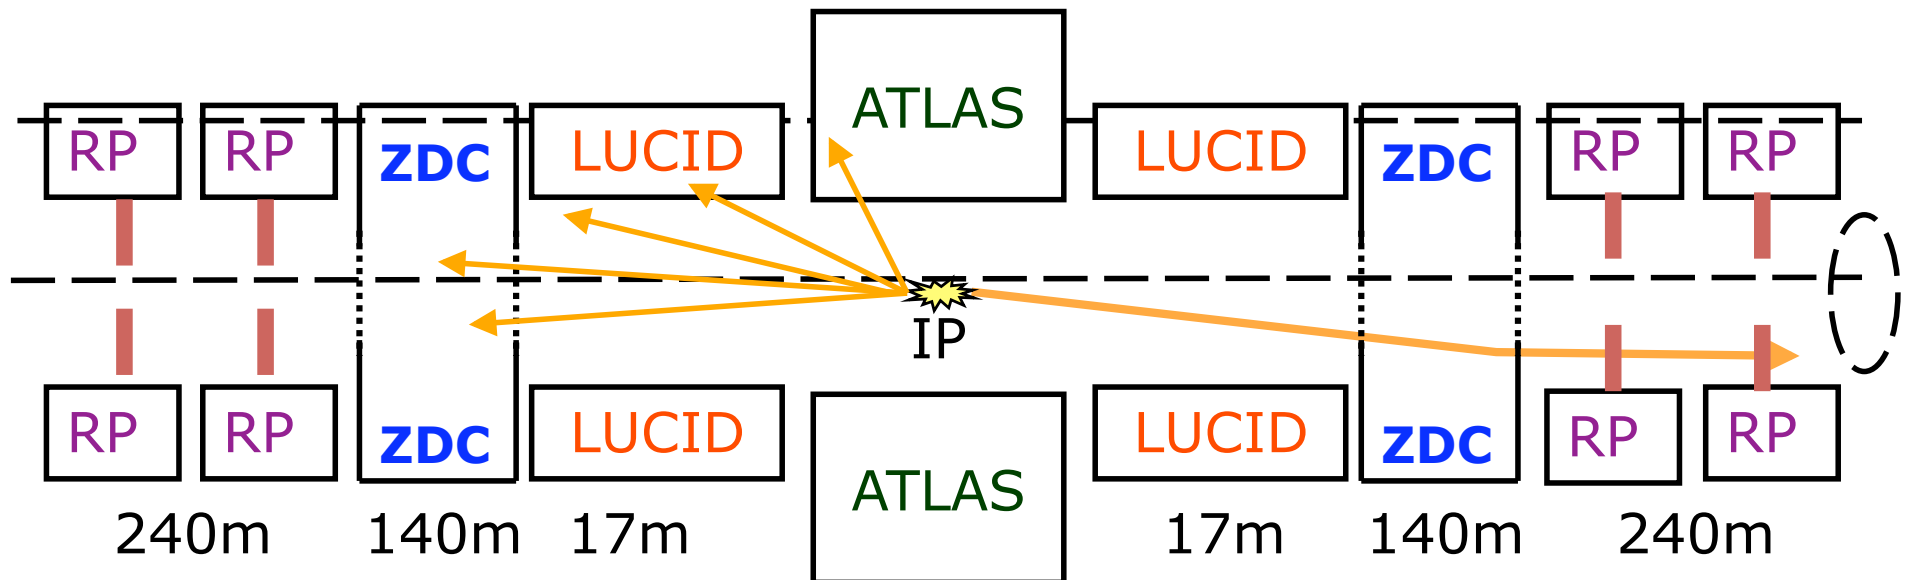 ATLAS
RP RP ZDC LUCID LUCID ZDC RP RP
IP
RP RP ZDC LUCID LUCID ZDC RP RP
ATLAS
240m 140m 17m 17m 140m 240m